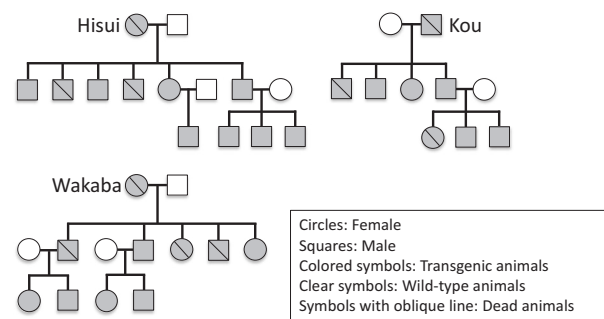 Hisui
Kou
Wakaba
Circles: Female
Squares: Male
Colored symbols: Transgenic animals
Clear symbols: Wild-type animals
Symbols with oblique line: Dead animals